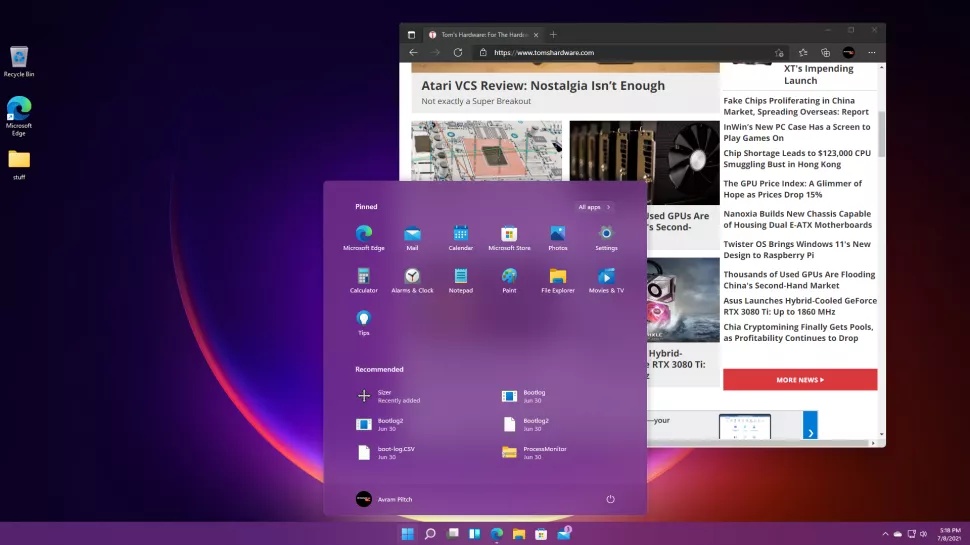 Recycle Bin
Microsoft
Edge
stuff
Tom's Hardware: For The Hardw
https://www.tomshardware.com
Atari VCS Review: Nostalgia Isn't Enough
Not exactly a Super Breakout
XT's Impending
Launch
Fake Chips Proliferating in China
Market, Spreading Overseas: Report
InWin's New PC Case Has a Screen to
Play Games On
Chip Shortage Leads to $123,000 CPU
Smuggling Bust in Hong Kong
The GPU Price Index: A Glimmer of
Hope as Prices Drop 15%
Nanoxia Builds New Chassis Capable
of Housing Dual E-ATX Motherboards
Twister OS Brings Windows 11's New
Design to Raspberry Pi
Thousands of Used GPUs Are Flooding
China's Second-Hand Market
Asus Launches Hybrid-Cooled GeForce
RTX 3080 Ti: Up to 1860 MHz
Chia Cryptomining Finally Gets Pools,
as Profitability Continues to Drop
MORE NEWS
Used GPUs Are
Second-
Hybrid-
RTX 3080 Ti:
—your
Pinned
All apps
Microsoft Edge
Mail
Calendar
Microsoft Store
Photos
Settings
Calculator
Alarms & Clock
Notepad
Paint
File Explorer
Movies & TV
Tips
Recommended
Sizer
Recently added
Bootlog
Jun 30
Bootlog2
Jun 30
Bootlog2
Jun 30
boot-log.CSV
Jun 30
ProcessMonitor
Jun 30
Avram Piltch
5:18 PM
7/8/2021